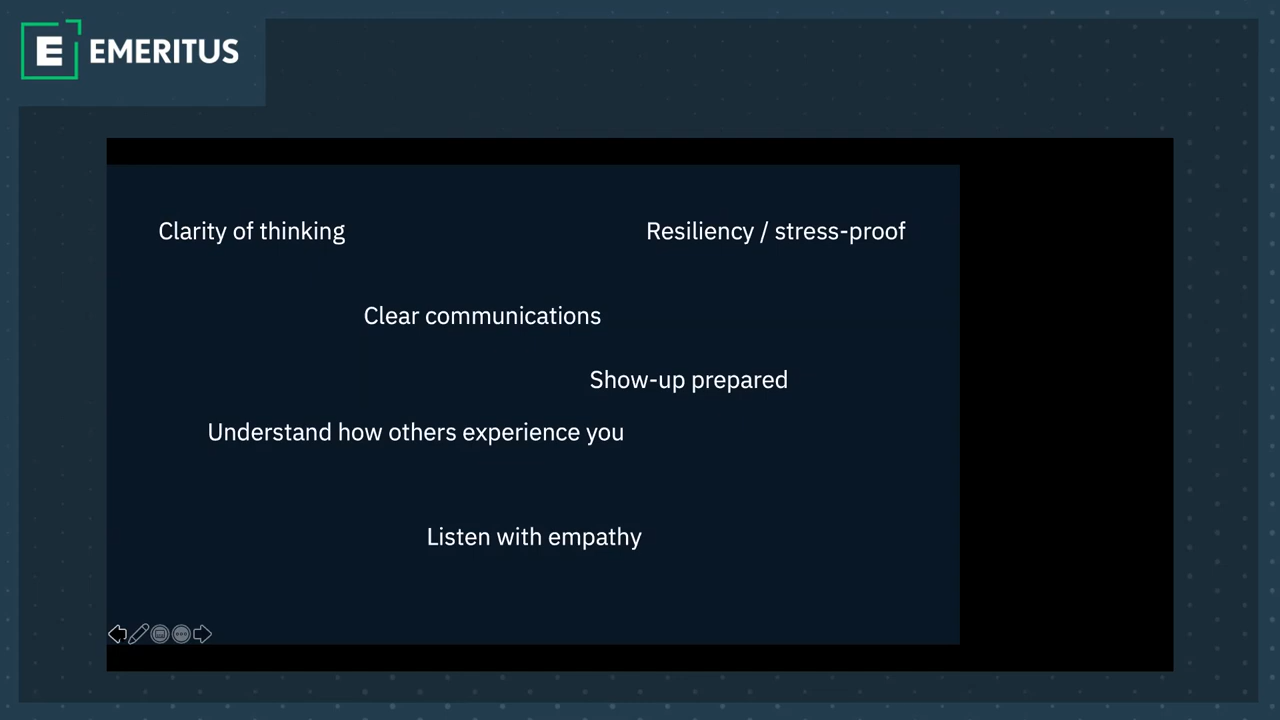 E EMERITUS
Clarity of thinking
Resiliency / stress-proof
Clear communications
Show-up prepared
Understand how others experience you
Listen with empathy